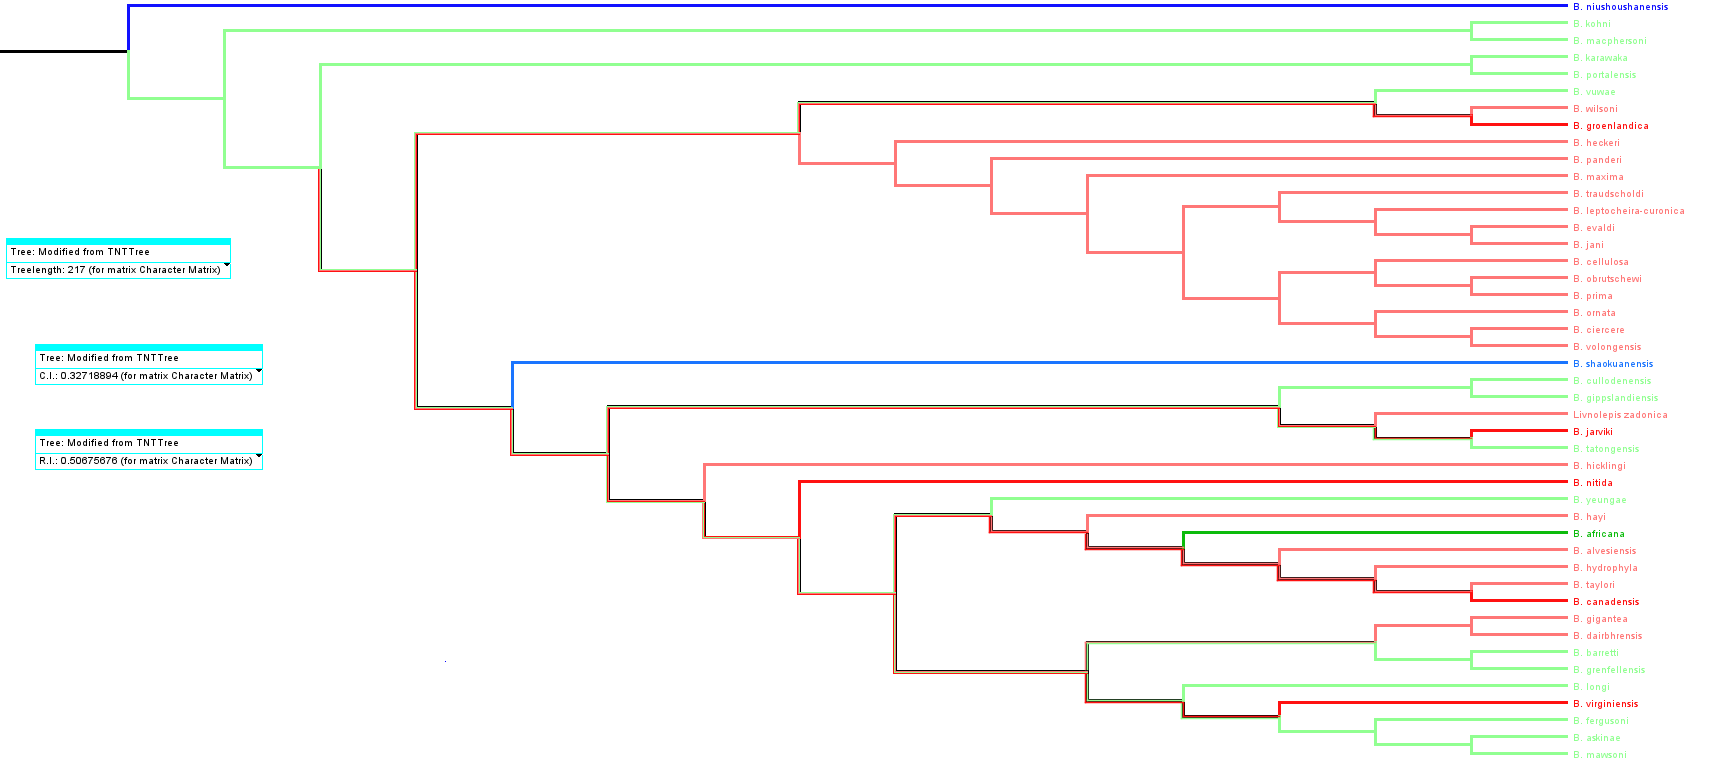 B. niushoushanensis
B. kohni
B. macphersoni
B. karawaka
B. portalensis
B. vuwae
B. wilsoni
B. groenlandica
B. heckeri
B. panderi
B. maxima
B. traudscholdi
B. leptocheira-curonica
B. evaldi
B. jani
Tree: Modified from TNTTree
Treelength: 217 (for matrix Character Matrix)
B. cellulosa
B. obrutschewi
B. prima
B. ornata
B. ciercere
B. volongensis
Tree: Modified from TNTTree
C.I.: 0.32718894 (for matrix Character Matrix)
B. shaokuanensis
B. cullodenensis
B. gippslandiensis
Livnolepis zadonica
B. jarviki
B. tatongensis
Tree: Modified from TNTTree
R.I.: 0.50675676 (for matrix Character Matrix)
B. hicklingi
B. nitida
B. yeungae
B. hayi
B. africana
B. alvesiensis
B. hydrophyla
B. taylori
B. canadensis
B. gigantea
B. dairbhrensis
B. barretti
B. grenfellensis
B. longi
B. virginiensis
B. fergusoni
B. askinae
B. mawsoni